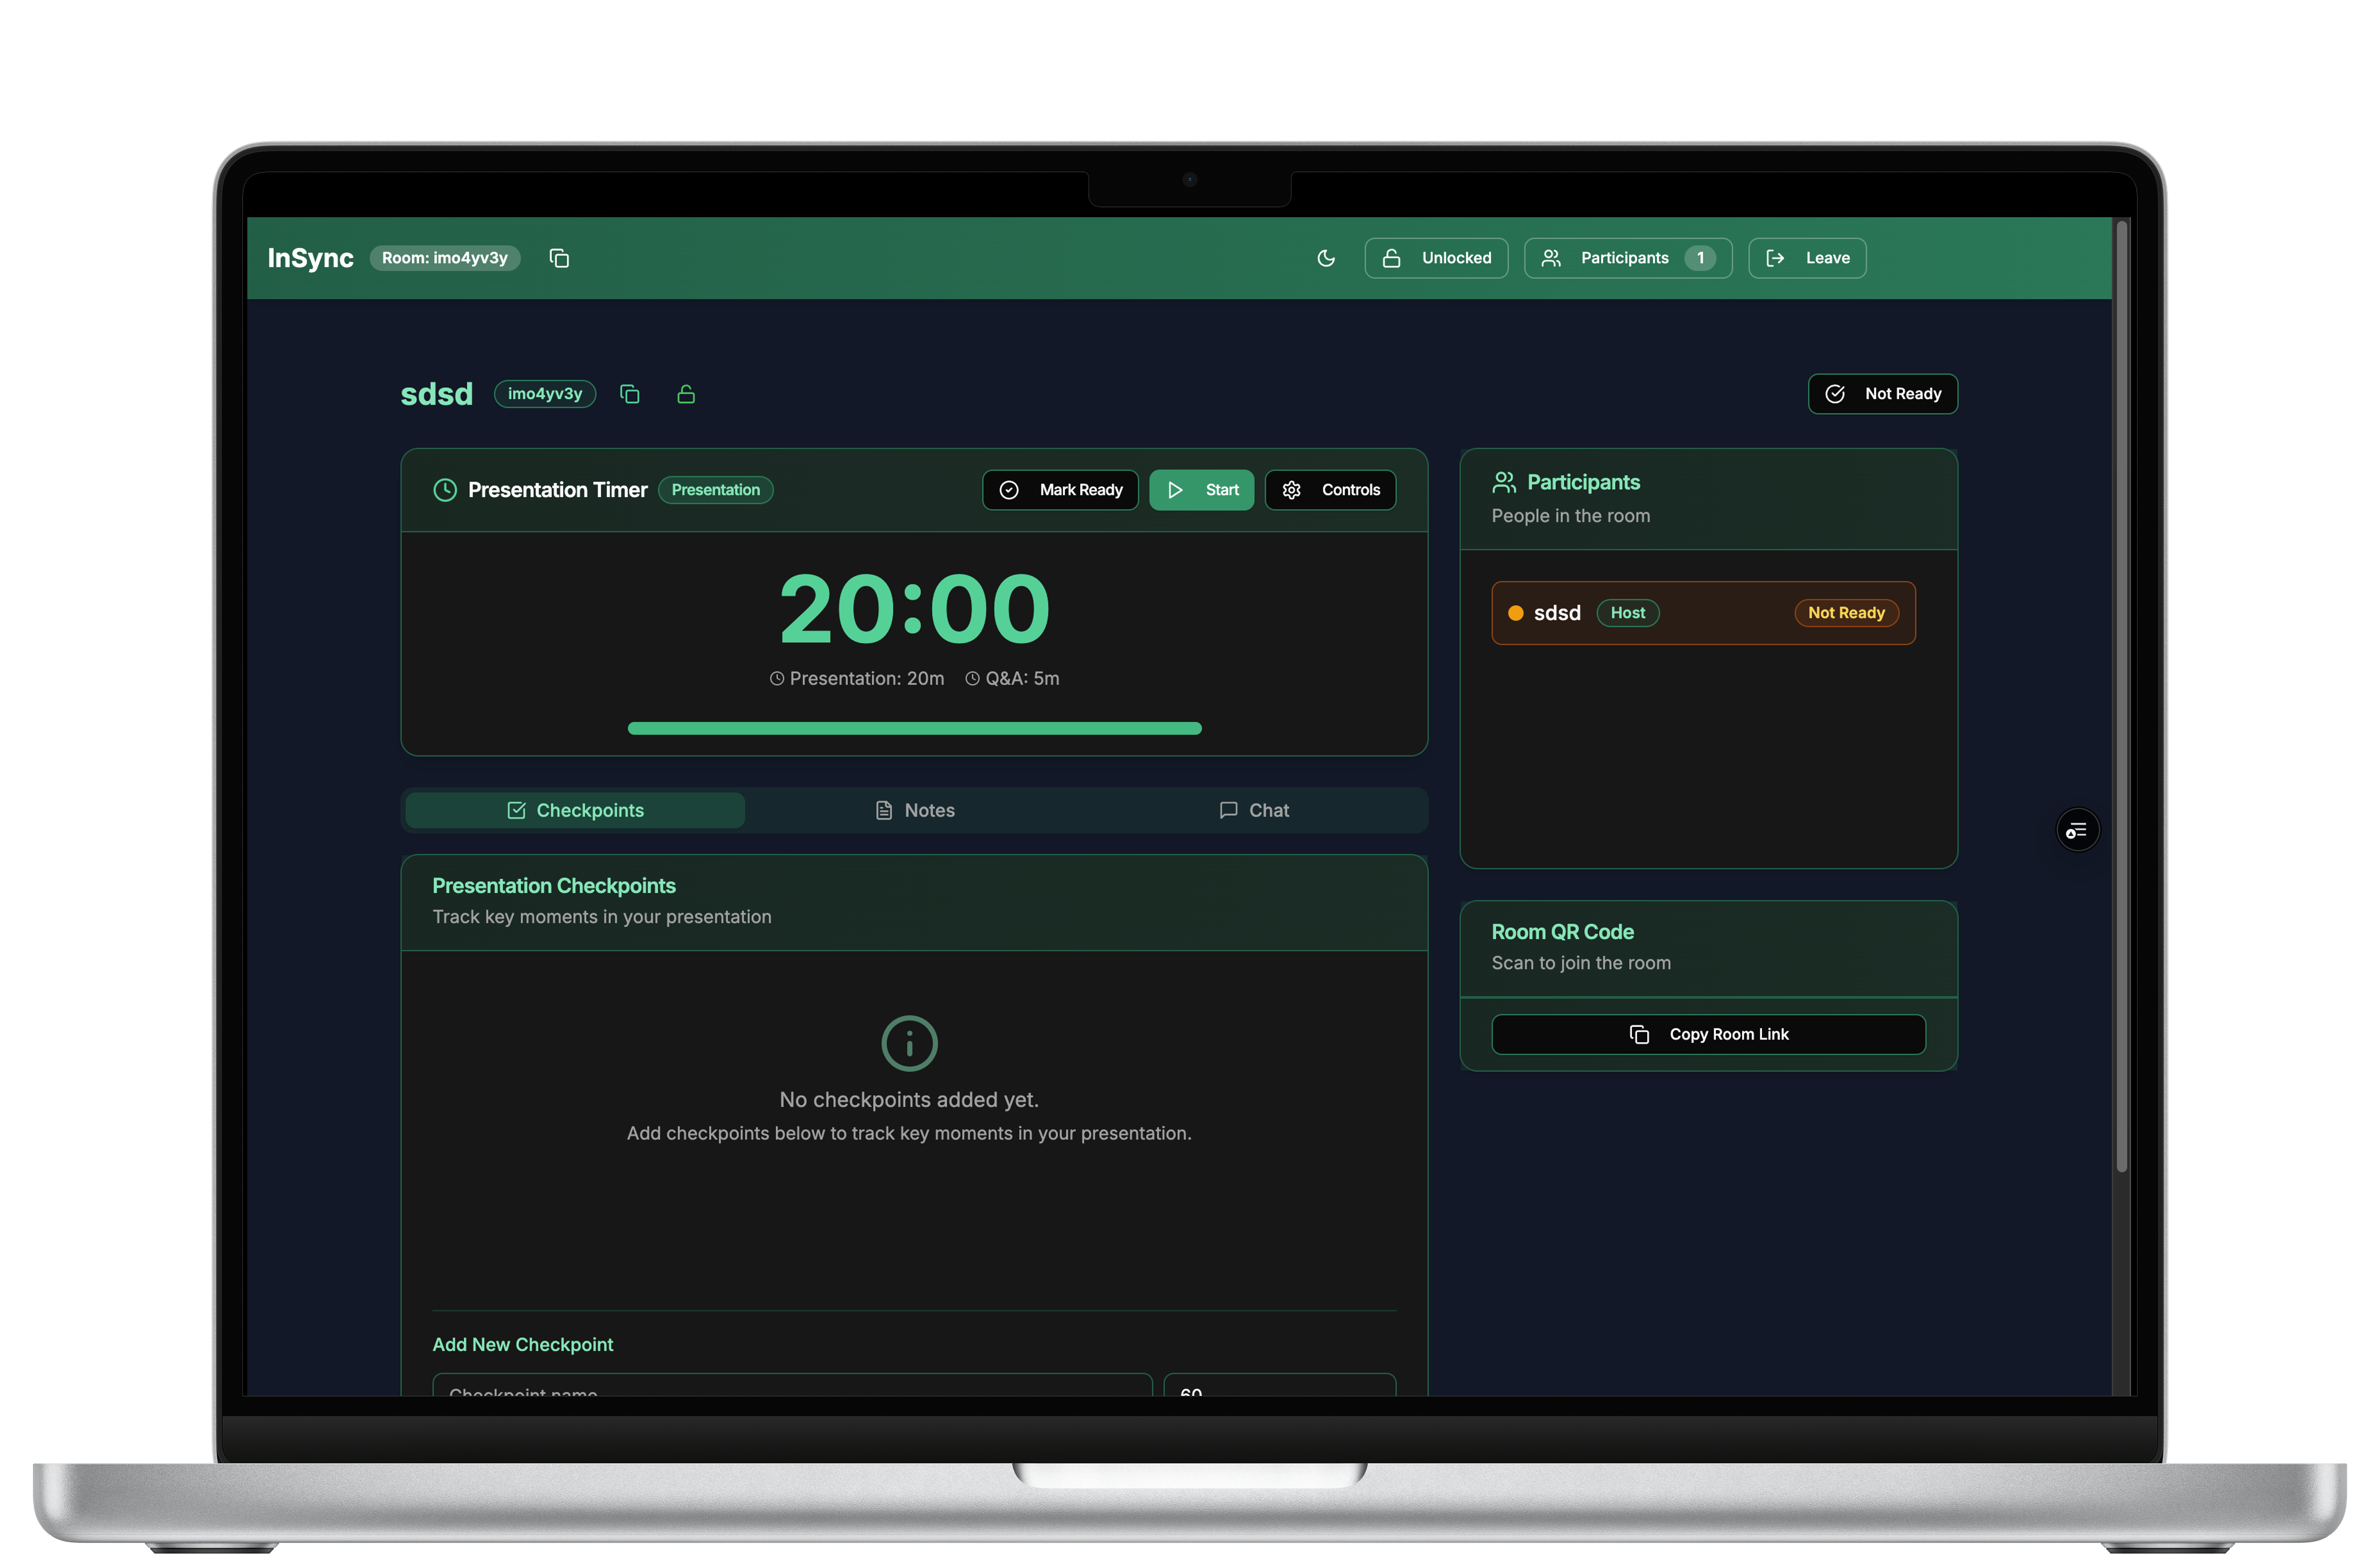 InSync Room: imo4yv3y Unlocked Participants 1 Leave
sdsd imo4yv3y Not Ready
Presentation Timer Presentation Mark Ready Start Controls
20:00
Presentation: 20m Q&A: 5m
Participants
People in the room
sdsd Host Not Ready
Checkpoints Notes Chat
Presentation Checkpoints
Track key moments in your presentation
No checkpoints added yet.
Add checkpoints below to track key moments in your presentation.
Add New Checkpoint
Checkpoint name 60
Room QR Code
Scan to join the room
Copy Room Link